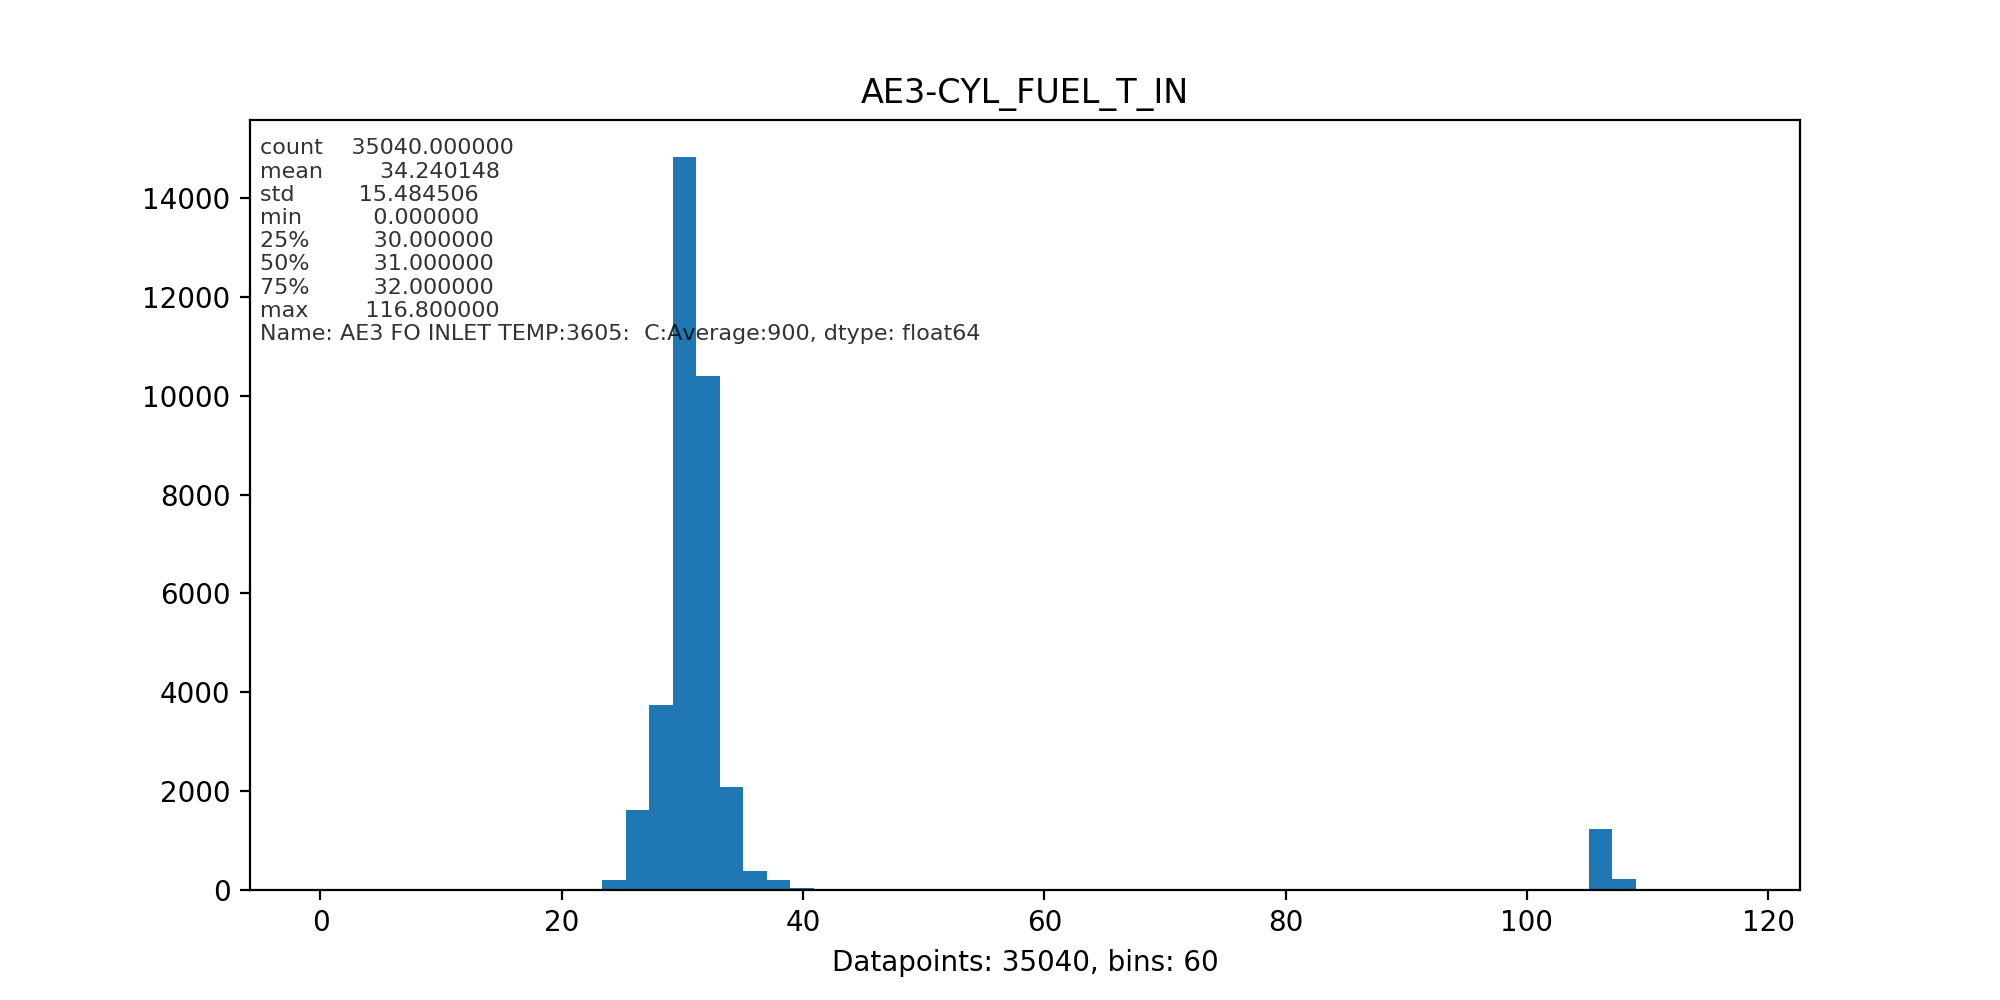 AE3-CYL_FUEL_T_IN
count 35040.000000
mean 34.240148
std 15.484506
min 0.000000
25% 30.000000
50% 31.000000
75% 32.000000
max 116.800000
Name: AE3 FO INLET TEMP:3605: C:Average:900, dtype: float64
14000
12000
10000
8000
6000
4000
2000
0
0 20 40 60 80 100 120
Datapoints: 35040, bins: 60